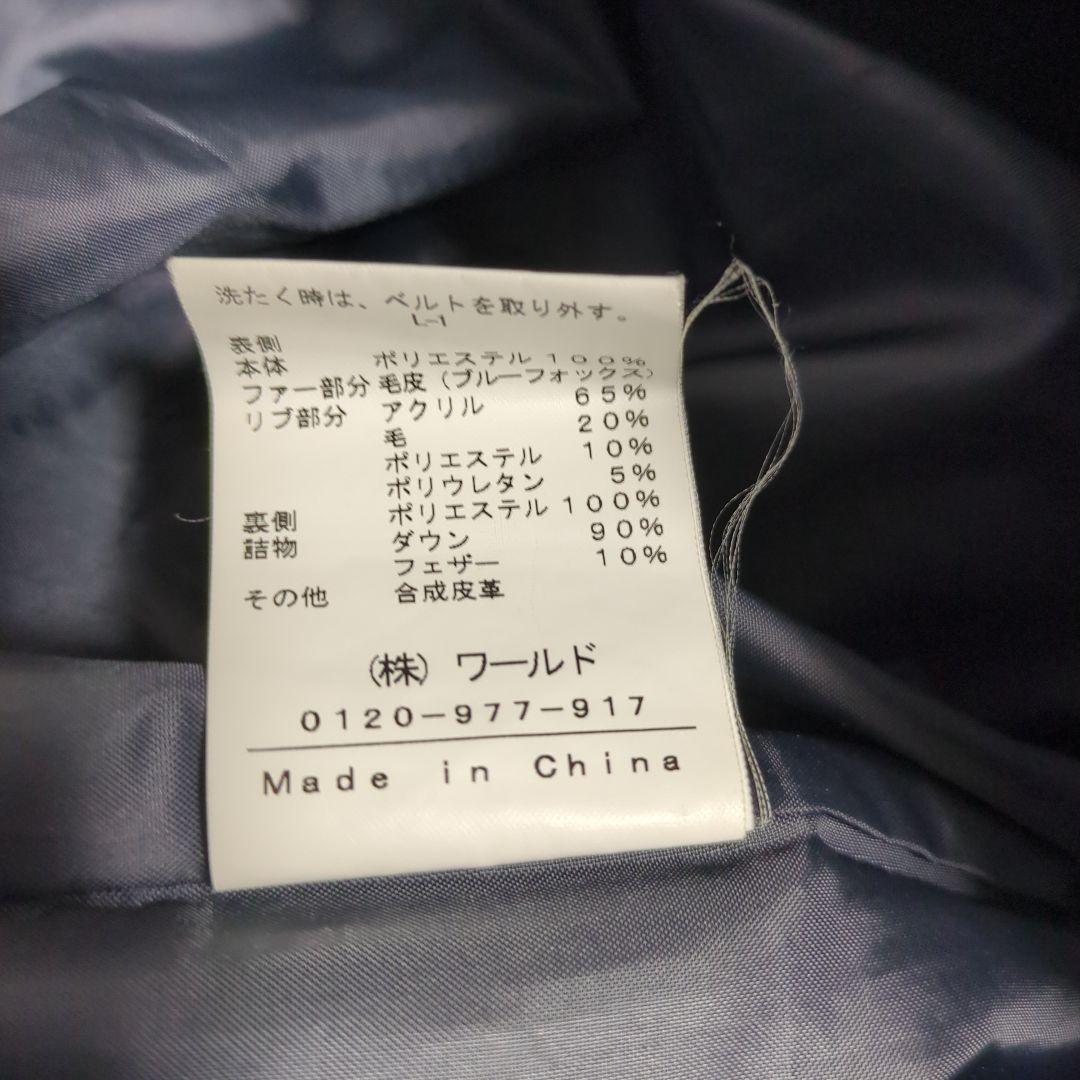 洗たく時は、ベルトを取り外す。
L-1
表側
本体 ポリエステル 100%
ファー部分 毛皮(ブルーフォックス)
リブ部分 アクリル 65%
毛 20%
ポリエステル 10%
ポリウレタン 5%
裏側 ポリエステル 100%
詰物 ダウン 90%
フェザー 10%
その他 合成皮革
(株) ワールド
0120-977-917
Made in China